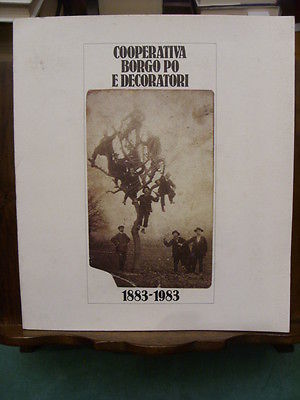 COOPERATIVA
BORGO PO
E DECORATORI
1883-1983